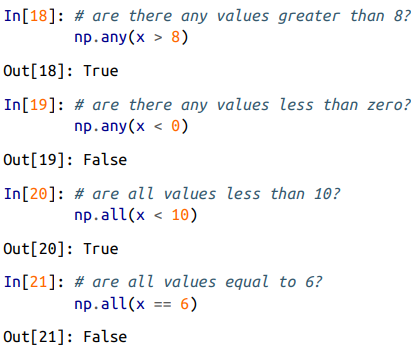 In[18]: # are there any values greater than 8?
np.any(x > 8)
Out[18]: True
In[19]: # are there any values less than zero?
np.any(x < 0)
Out[19]: False
In[20]: # are all values less than 10?
np.all(x < 10)
Out[20]: True
In[21]: # are all values equal to 6?
np.all(x == 6)
Out[21]: False